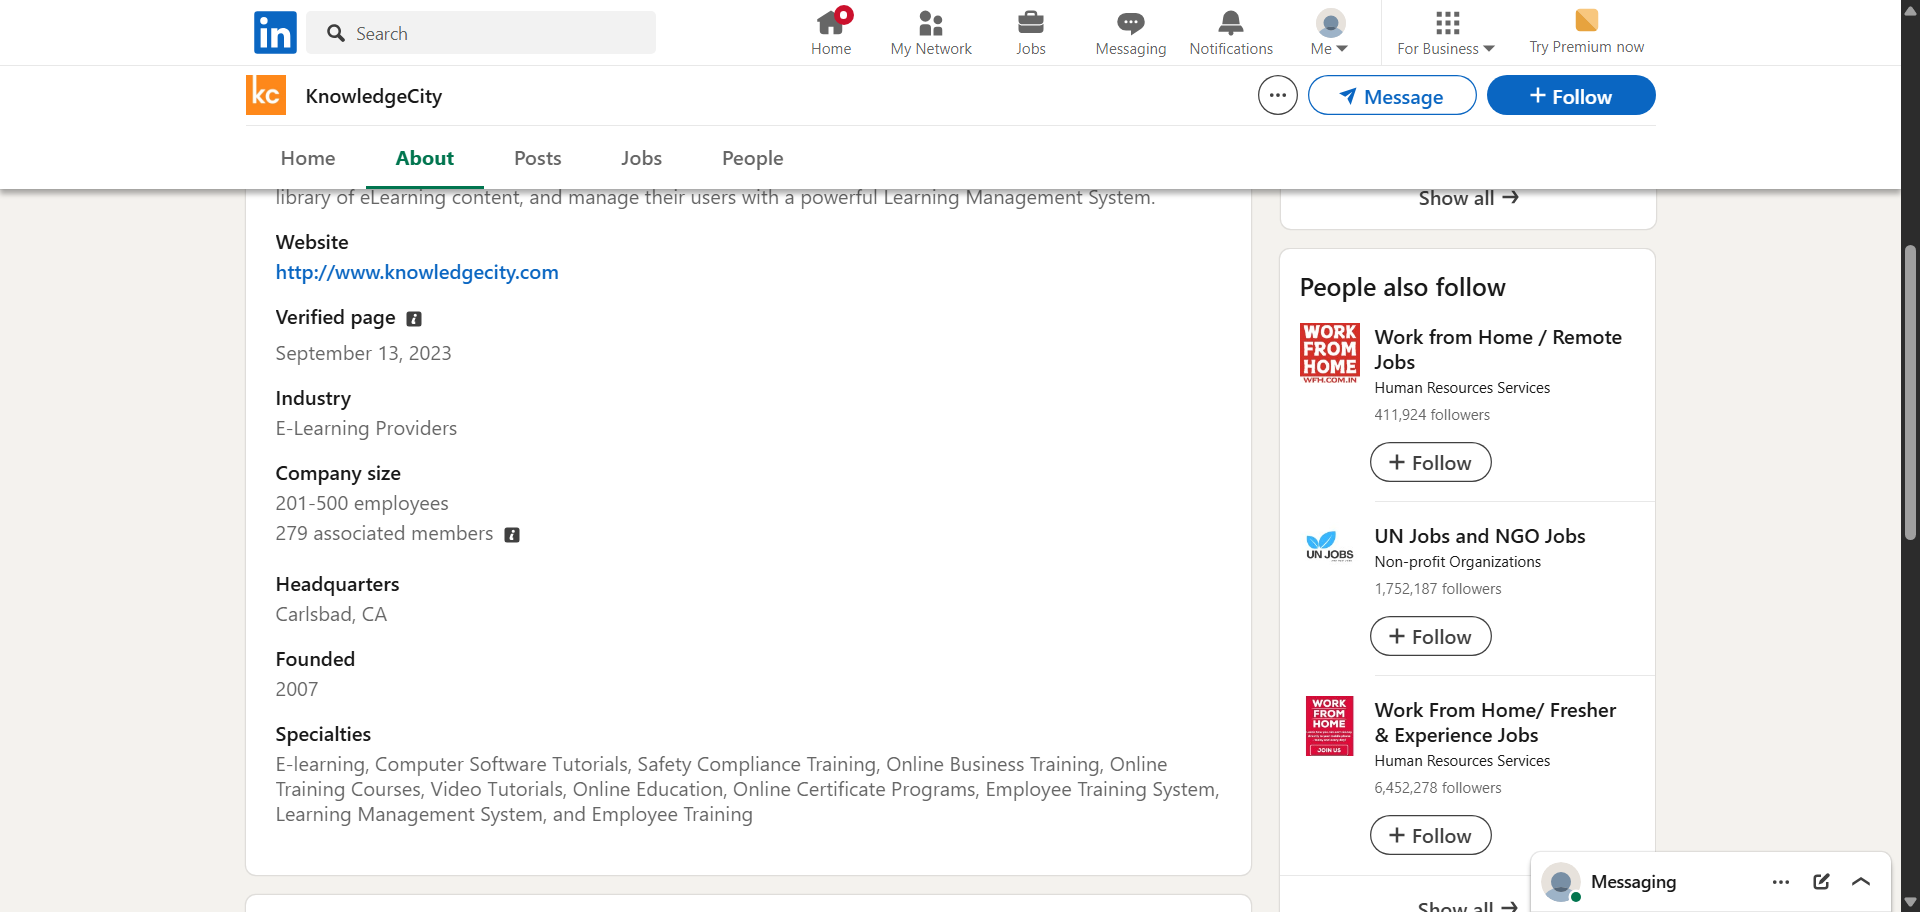 in
Search
Home
My Network
Jobs
Messaging
Notifications
Me
For Business
Try Premium now
kc
KnowledgeCity
Message
+ Follow
Home
About
Posts
Jobs
People
library of eLearning content, and manage their users with a powerful Learning Management System.
Website
http://www.knowledgecity.com
Verified page
September 13, 2023
Industry
E-Learning Providers
Company size
201-500 employees
279 associated members
Headquarters
Carlsbad, CA
Founded
2007
Specialties
E-learning, Computer Software Tutorials, Safety Compliance Training, Online Business Training, Online
Training Courses, Video Tutorials, Online Education, Online Certificate Programs, Employee Training System,
Learning Management System, and Employee Training
Show all →
People also follow
WORK
FROM
HOME
WFH.COM.IN
Work from Home / Remote
Jobs
Human Resources Services
411,924 followers
+ Follow
UN JOBS
UN Jobs and NGO Jobs
Non-profit Organizations
1,752,187 followers
+ Follow
WORK
FROM
HOME
JOIN US
Work From Home/ Fresher
& Experience Jobs
Human Resources Services
6,452,278 followers
+ Follow
Show all →
Messaging